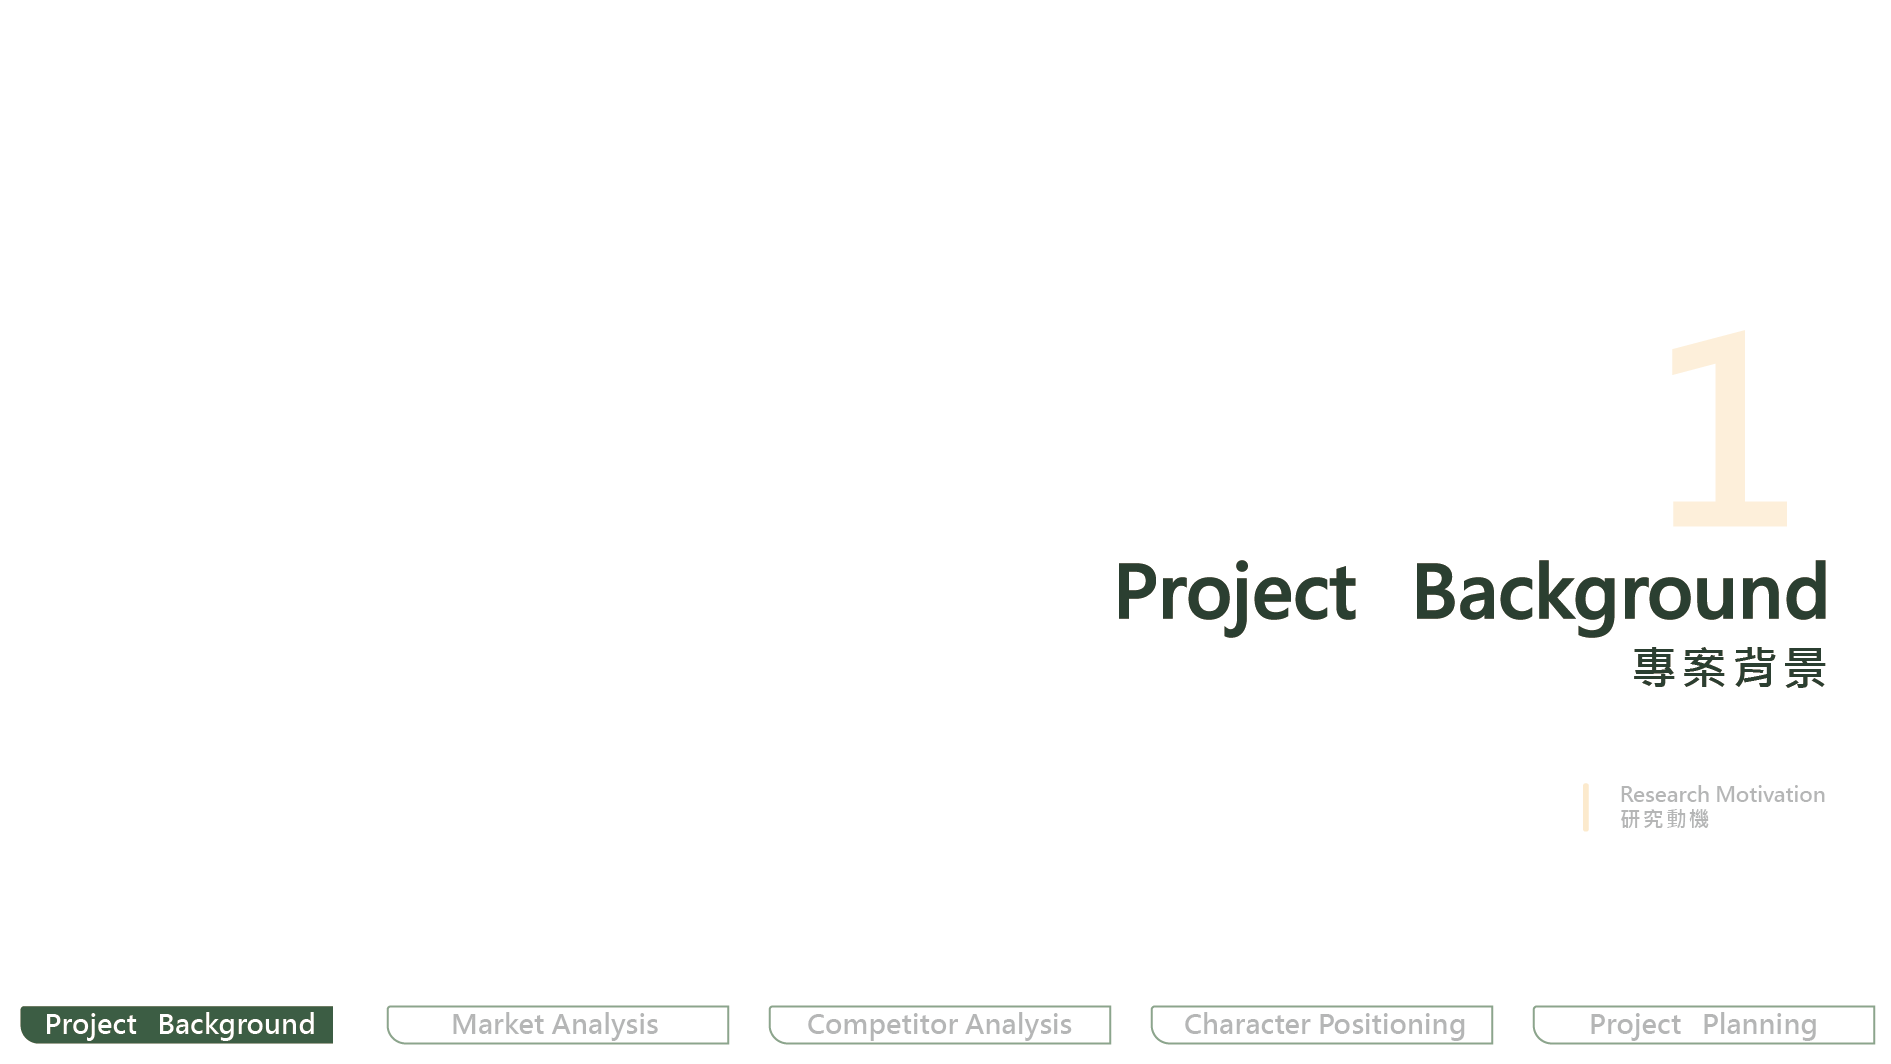 1
Project Background
專案背景
Research Motivation
研究動機
Project Background
Market Analysis
Competitor Analysis
Character Positioning
Project Planning